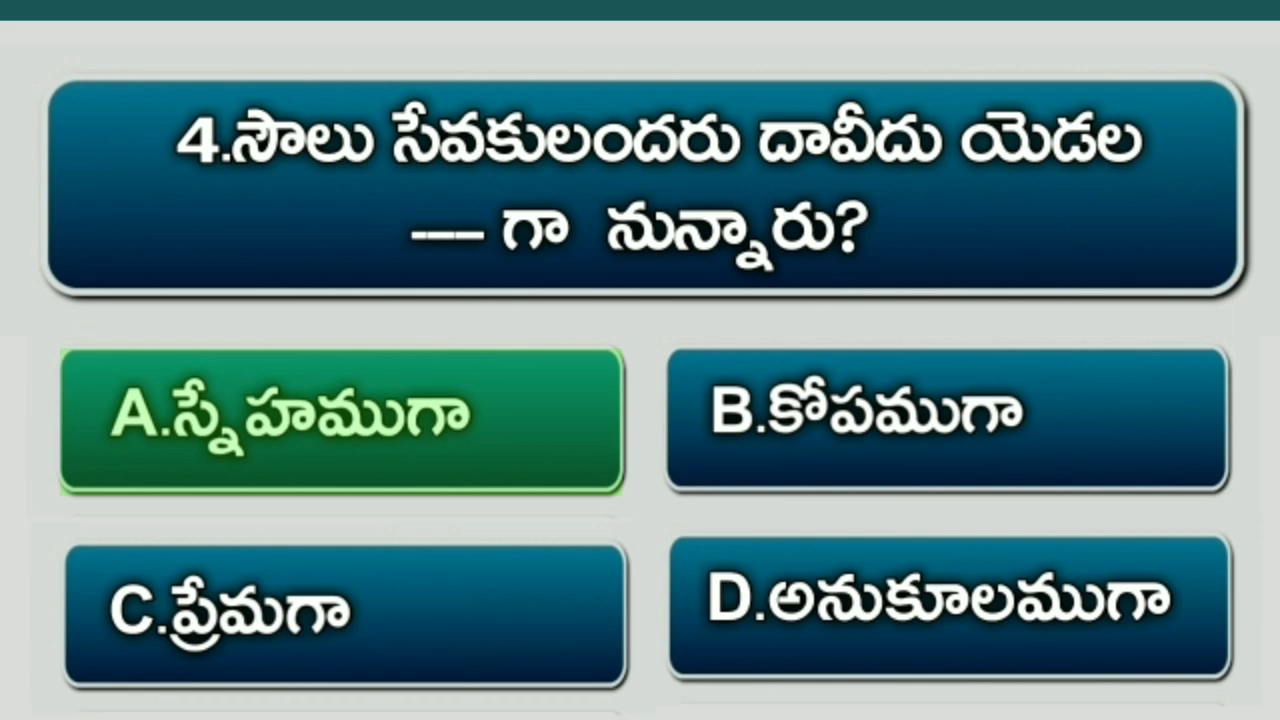 4.సౌలు సేవకులందరు దావీదు యెడల
--- గా నున్నారు?
A.స్నేహముగా
B.కోపముగా
C.ప్రేమగా
D.అనుకూలముగా